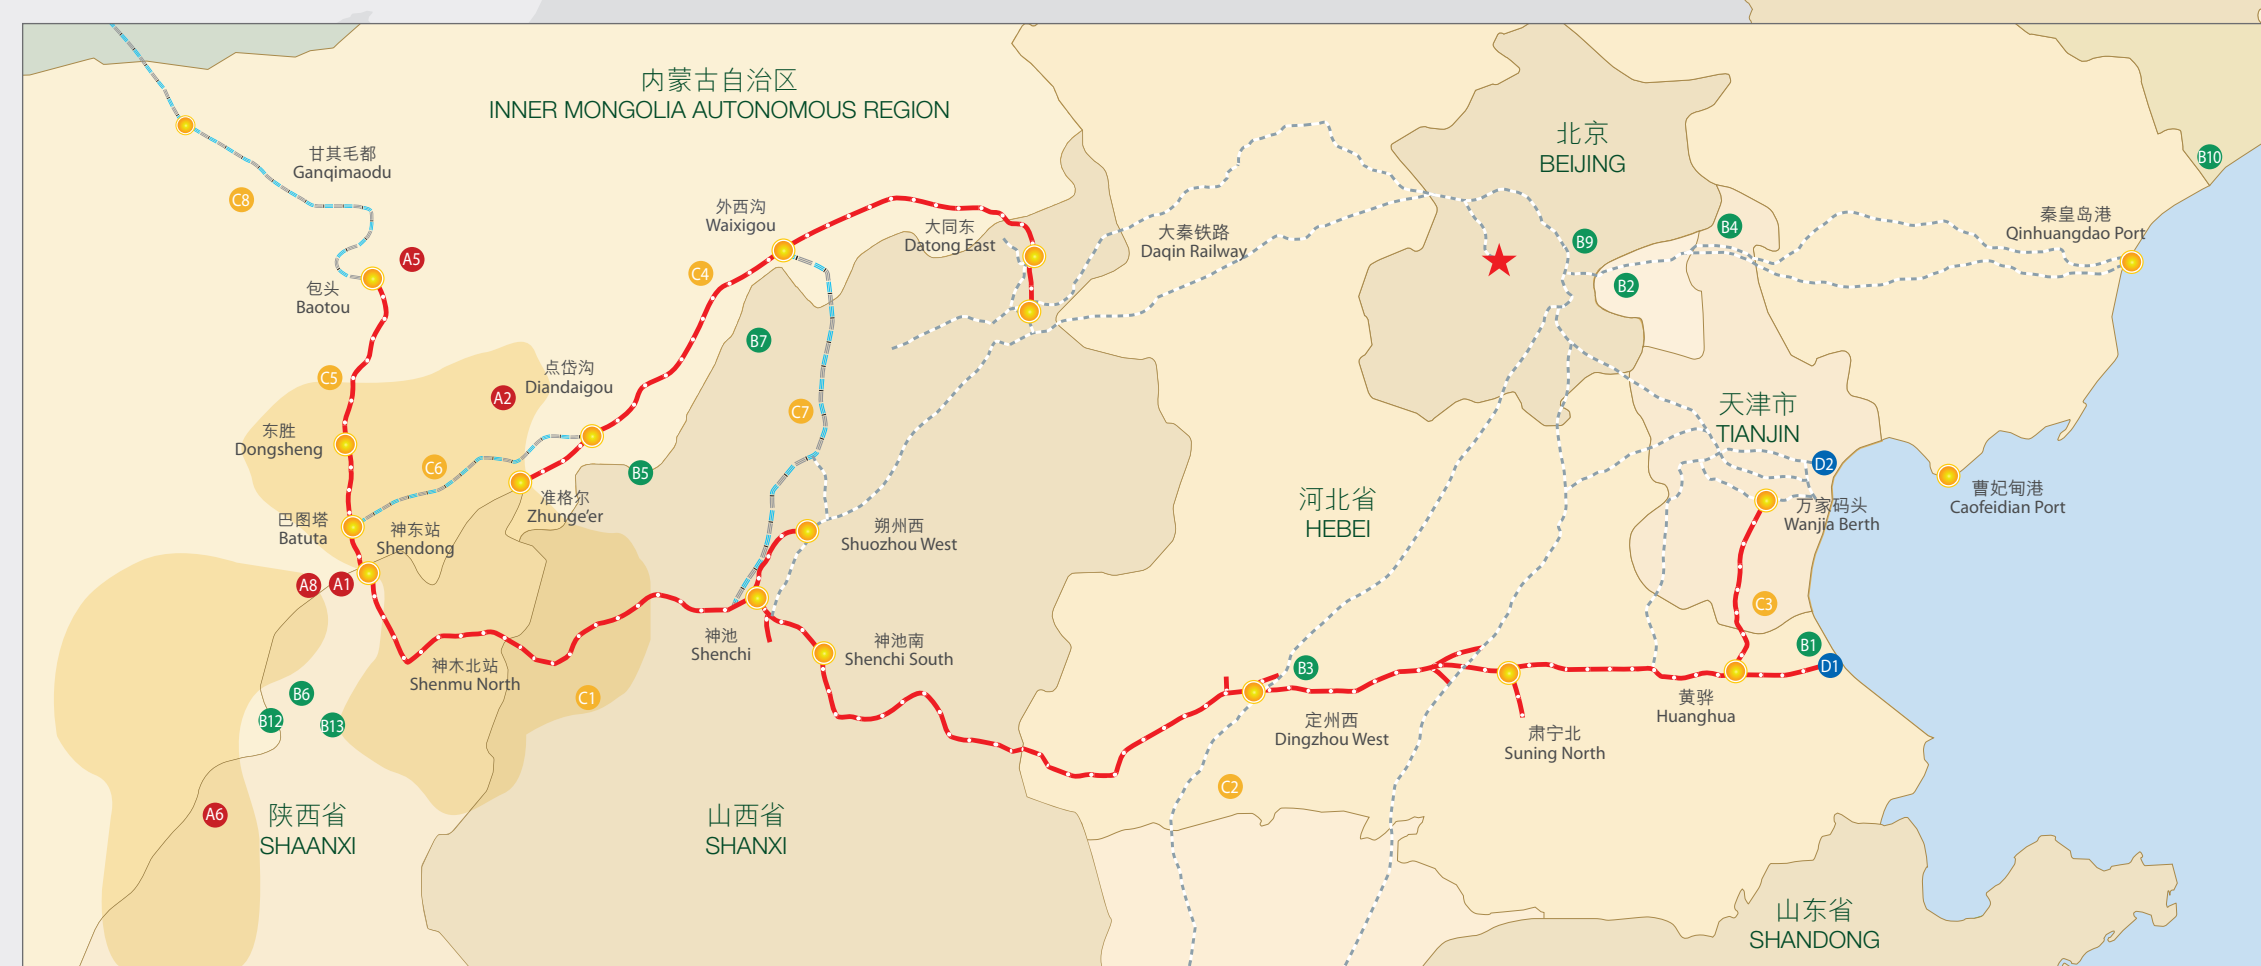 内蒙古自治区
INNER MONGOLIA AUTONOMOUS REGION
甘其毛都
Ganqimaodu
C8
北京
BEIJING
B10
外西沟
Waixigou
大同东
Datong East
大秦铁路
Daqin Railway
B9
B4
秦皇岛港
Qinhuangdao Port
A5
包头
Baotou
C4
B2
B7
C5
点岱沟
Diandaigou
A2
C7
天津市
TIANJIN
东胜
Dongsheng
C6
B5
D2
准格尔
Zhunge'er
河北省
HEBEI
万家码头
Wanjia Berth
曹妃甸港
Caofeidian Port
巴图塔
Batuta
神东站
Shendong
朔州西
Shuozhou West
A8
A1
C3
神池
Shenchi
神池南
Shenchi South
B1
B3
D1
神木北站
Shenmu North
C1
B6
B12
B13
定州西
Dingzhou West
肃宁北
Suning North
黄骅
Huanghua
C2
A6
陕西省
SHAANXI
山西省
SHANXI
山东省
SHANDONG